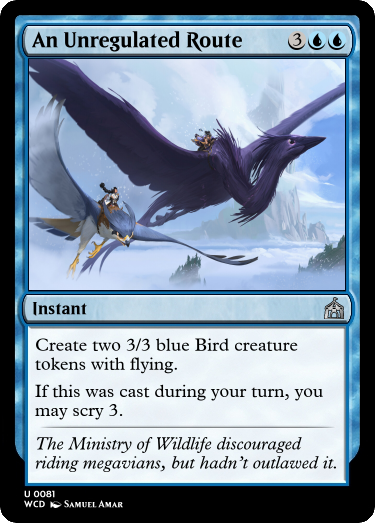 An Unregulated Route 3
Instant
Create two 3/3 blue Bird creature
tokens with flying.
If this was cast during your turn, you
may scry 3.
The Ministry of Wildlife discouraged
riding megavians, but hadn't outlawed it.
U 0081
WCD Samuel Amar